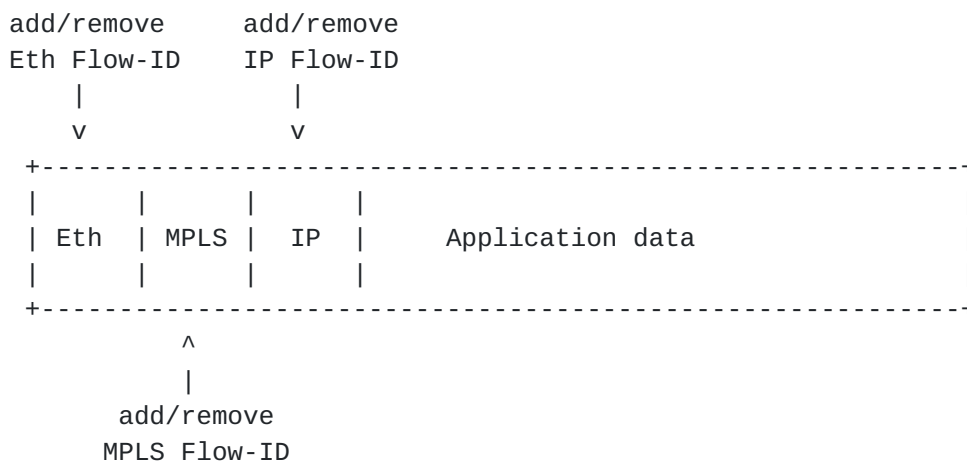 add/remove     add/remove
Eth Flow-ID    IP Flow-ID
Eth MPLS IP Application data
add/remove
MPLS Flow-ID